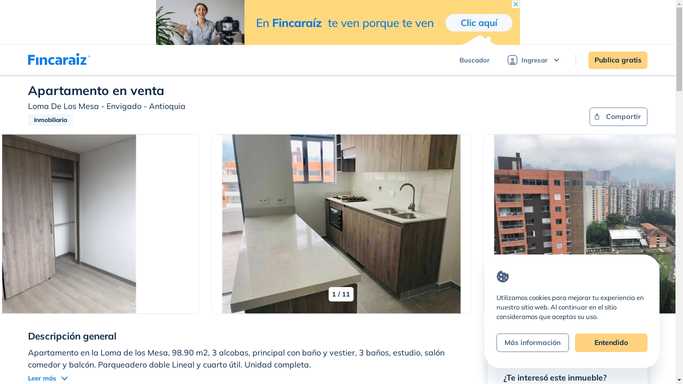 En Fincaraíz te ven porque te ven
Clic aquí
Fincaraiz
Buscador
Ingresar
Publica gratis
Apartamento en venta
Loma De Los Mesa - Envigado - Antioquia
Inmobiliaria
Compartir
1 / 11
Utilizamos cookies para mejorar tu experiencia en
nuestro sitio web. Al continuar en el sitio
consideramos que aceptas su uso.
Más información
Entendido
Descripción general
Apartamento en la Loma de los Mesa, 98.90 m2, 3 alcobas, principal con baño y vestier, 3 baños, estudio, salón
comedor y balcón. Parqueadero doble Lineal y cuarto útil. Unidad completa.
Leer más
¿Te interesó este inmueble?